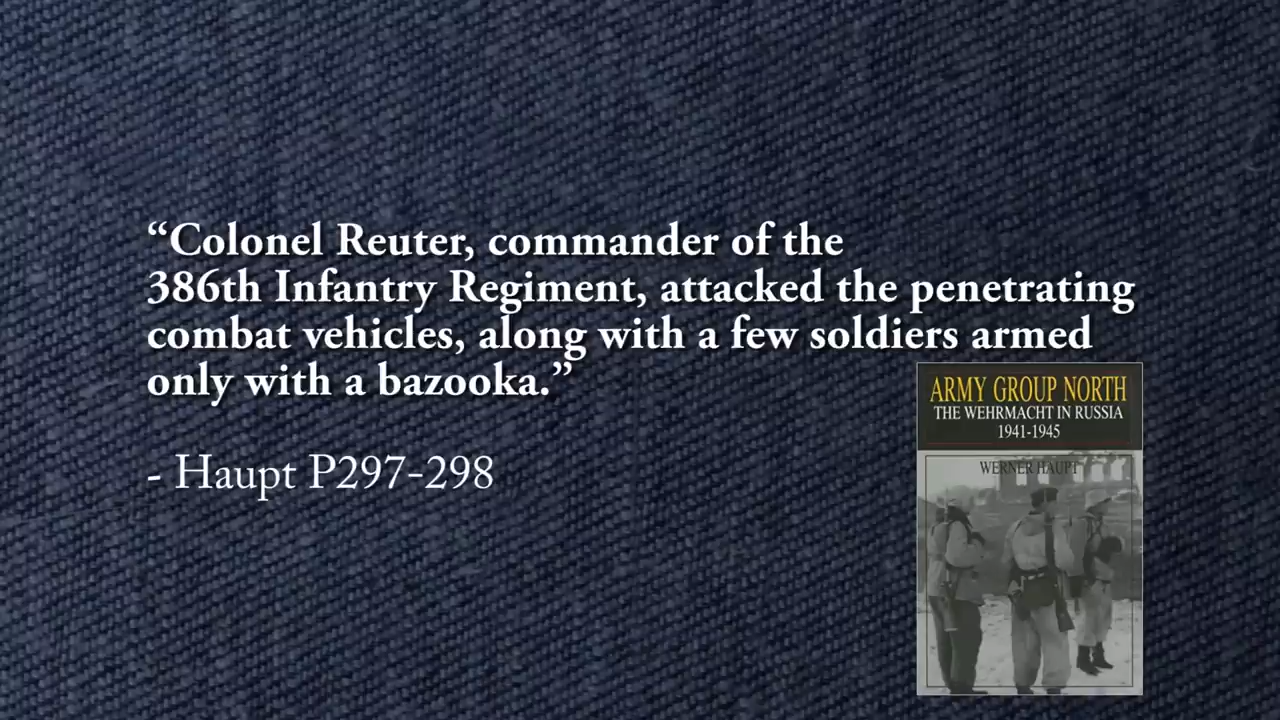 “Colonel Reuter, commander of the
386th Infantry Regiment, attacked the penetrating
combat vehicles, along with a few soldiers armed
only with a bazooka.”
- Haupt P297-298
ARMY GROUP NORTH
THE WEHRMACHT IN RUSSIA
1941-1945
WERNER HAUPT